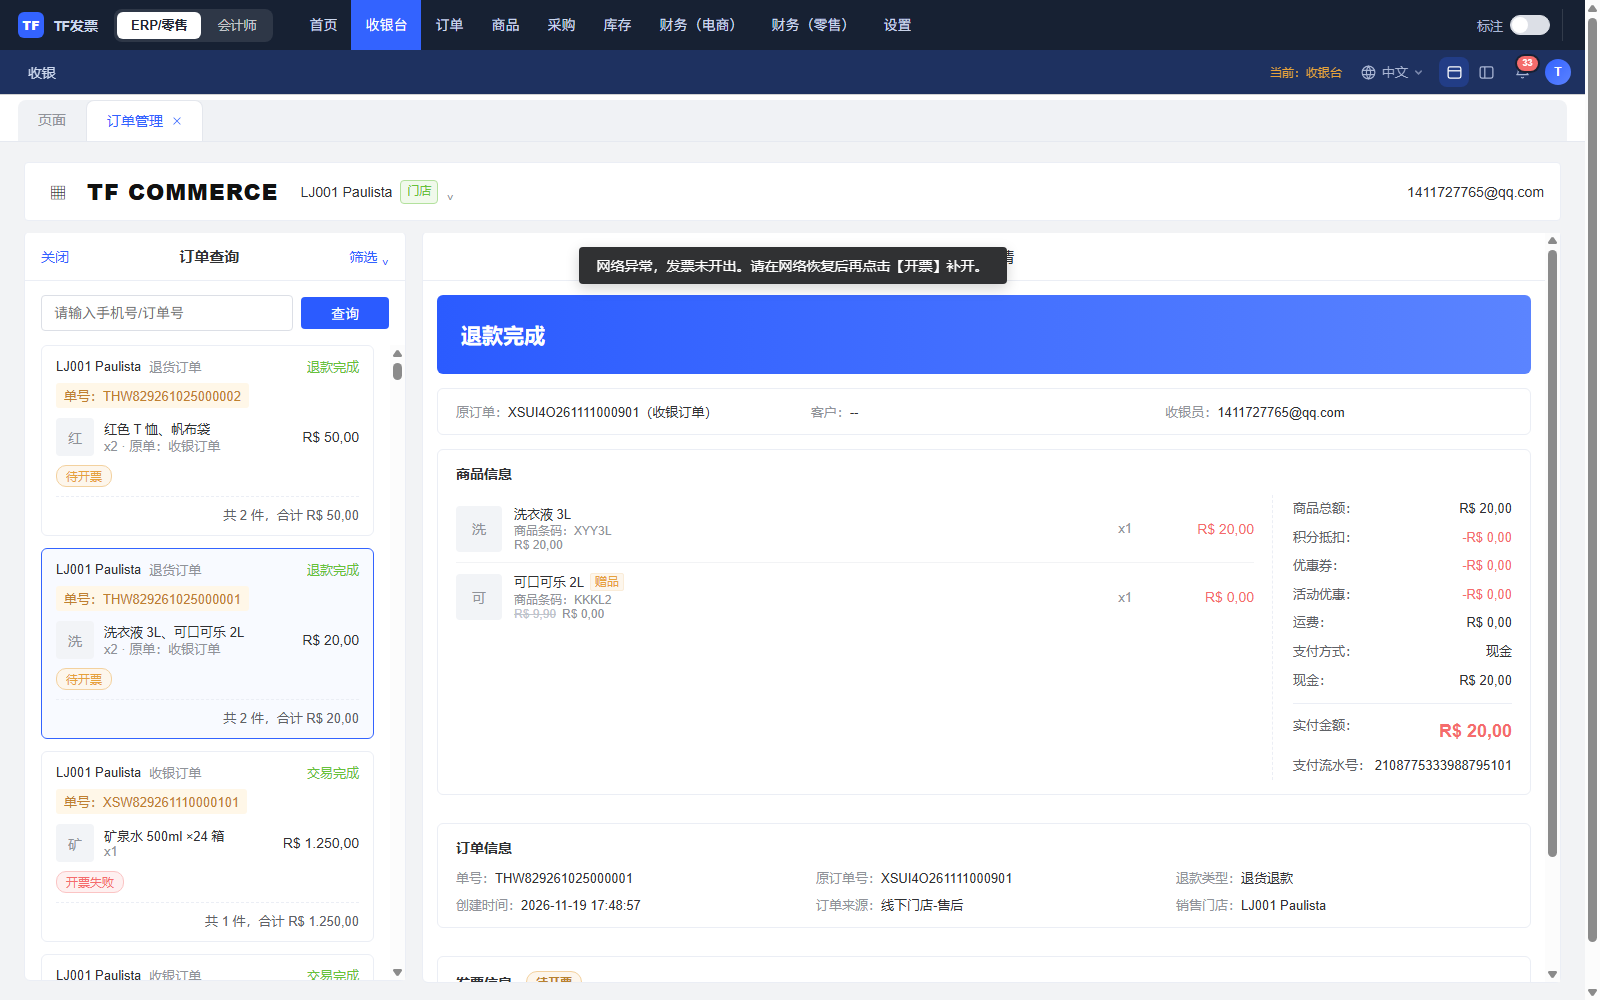 TF TF发票 ERP/零售 会计师 首页 收银台 订单 商品 采购 库存 财务（电商） 财务（零售） 设置 标注
收银 当前：收银台 中文 33 T
页面 订单管理 ×
TF COMMERCE LJ001 Paulista 门店 1411727765@qq.com
关闭 订单查询 筛选
请输入手机号/订单号 查询
LJ001 Paulista 退货订单 退款完成
单号：THW829261025000002
红 红色 T 恤、帆布袋 R$ 50,00
x2 · 原单：收银订单
待开票
共 2 件，合计 R$ 50,00
LJ001 Paulista 退货订单 退款完成
单号：THW829261025000001
洗 洗衣液 3L、可口可乐 2L R$ 20,00
x2 · 原单：收银订单
待开票
共 2 件，合计 R$ 20,00
LJ001 Paulista 收银订单 交易完成
单号：XSW829261110000101
矿 矿泉水 500ml ×24 箱 R$ 1.250,00
x1
开票失败
共 1 件，合计 R$ 1.250,00
LJ001 Paulista 收银订单 交易完成
网络异常，发票未开出。请在网络恢复后再点击【开票】补开。
退款完成
原订单：XSUI4O261111000901（收银订单） 客户：-- 收银员：1411727765@qq.com
商品信息
洗 洗衣液 3L x1 R$ 20,00
商品条码：XYY3L
R$ 20,00
可 可口可乐 2L 赠品 x1 R$ 0,00
商品条码：KKKL2
R$ 9,90 R$ 0,00
商品总额： R$ 20,00
积分抵扣： -R$ 0,00
优惠券： -R$ 0,00
活动优惠： -R$ 0,00
运费： R$ 0,00
支付方式： 现金
现金： R$ 20,00
实付金额： R$ 20,00
支付流水号： 2108775333988795101
订单信息
单号：THW829261025000001 原订单号：XSUI4O261111000901 退款类型：退货退款
创建时间：2026-11-19 17:48:57 订单来源：线下门店-售后 销售门店：LJ001 Paulista
发票信息 待开票